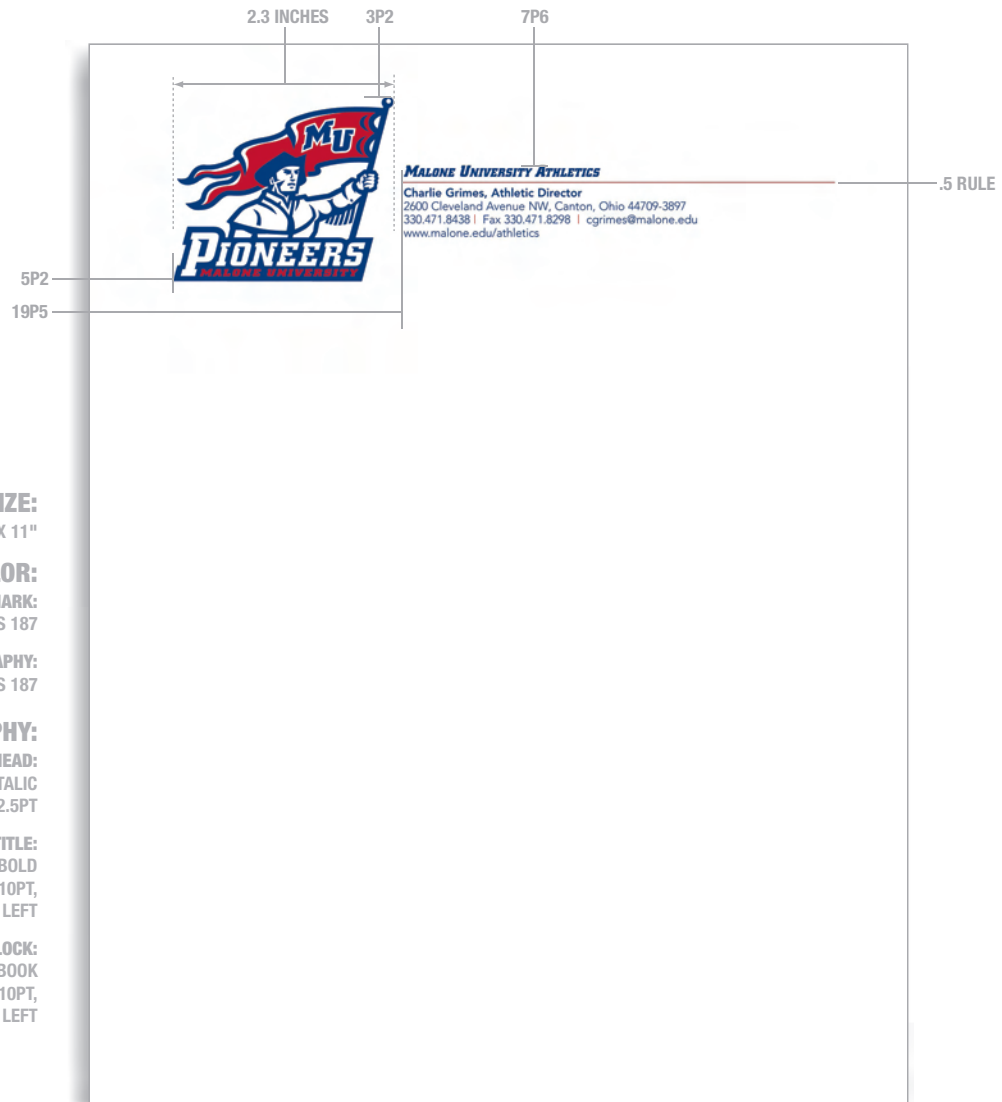 2.3 INCHES 3P2 7P6
MU
MALONE UNIVERSITY ATHLETICS
.5 RULE
Charlie Grimes, Athletic Director
2600 Cleveland Avenue NW, Canton, Ohio 44709-3897
330.471.8438 | Fax 330.471.8298 | cgrimes@malone.edu
www.malone.edu/athletics
PIONEERS
MALONE UNIVERSITY
5P2
19P5
IZE:
X 11"
OR:
MARK:
S 187
APHY:
S 187
PHY:
HEAD:
TALIC
2.5PT
TITLE:
BOLD
10PT,
LEFT
LOCK:
BOOK
10PT,
LEFT